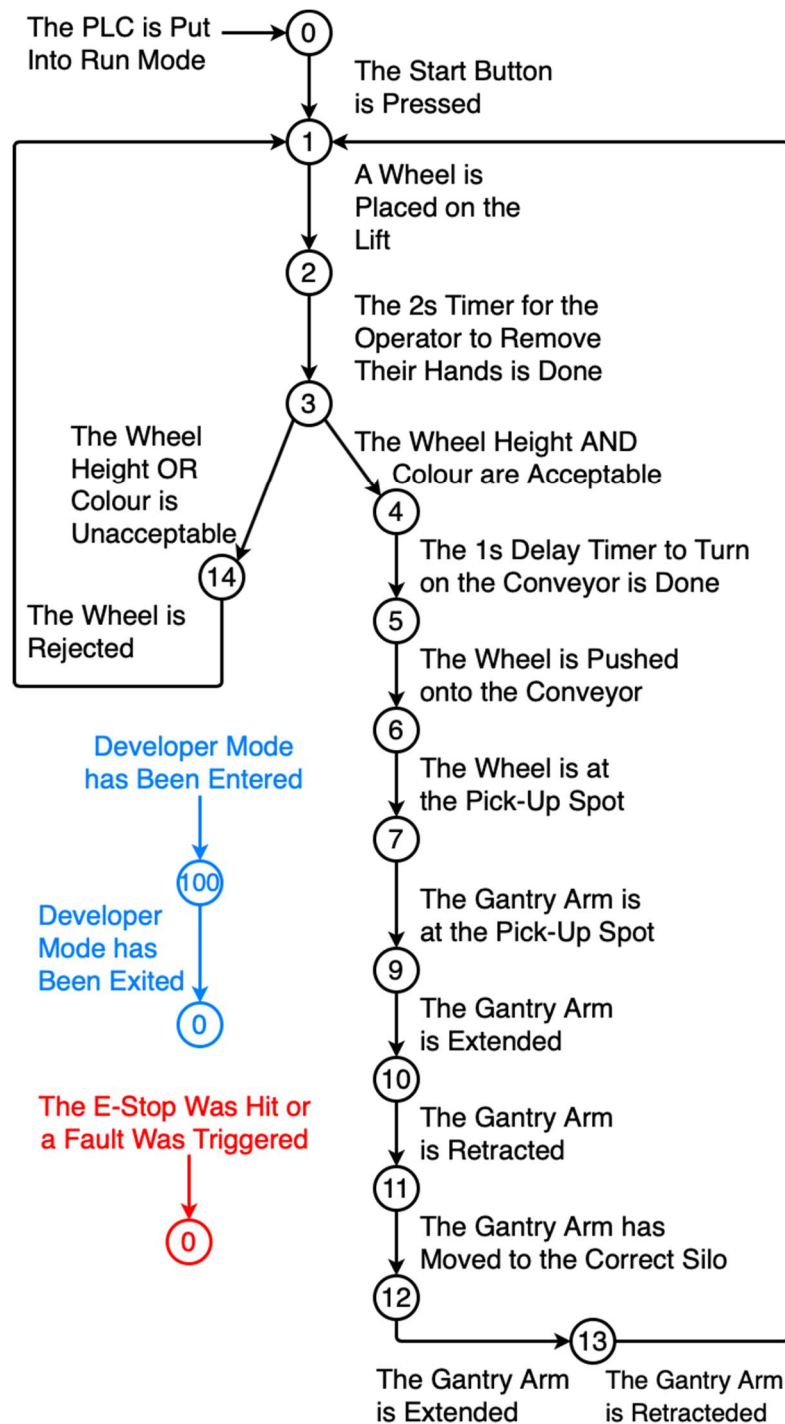 The PLC is Put
Into Run Mode
0
The Start Button
is Pressed
1
A Wheel is
Placed on the
Lift
2
The 2s Timer for the
Operator to Remove
Their Hands is Done
3
The Wheel
Height OR
Colour is
Unacceptable
The Wheel Height AND
Colour are Acceptable
4
14
The 1s Delay Timer to Turn
on the Conveyor is Done
The Wheel is
Rejected
5
The Wheel is Pushed
onto the Conveyor
6
The Wheel is at
the Pick-Up Spot
7
Developer Mode
has Been Entered
100
Developer
Mode has
Been Exited
0
The Gantry Arm is
at the Pick-Up Spot
9
The Gantry Arm
is Extended
10
The E-Stop Was Hit or
a Fault Was Triggered
0
The Gantry Arm
is Retracted
11
The Gantry Arm has
Moved to the Correct Silo
12
13
The Gantry Arm
is Extended
The Gantry Arm
is Retracteded